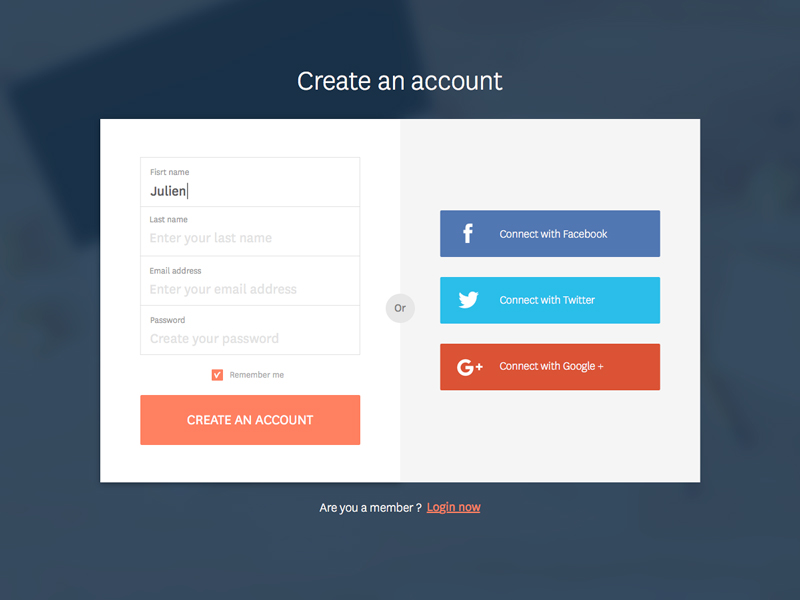 Create an account
Fisrt name
Julien
Last name
Enter your last name
Email address
Enter your email address
Password
Create your password
Remember me
CREATE AN ACCOUNT
Or
f Connect with Facebook
Connect with Twitter
G+ Connect with Google +
Are you a member ? Login now